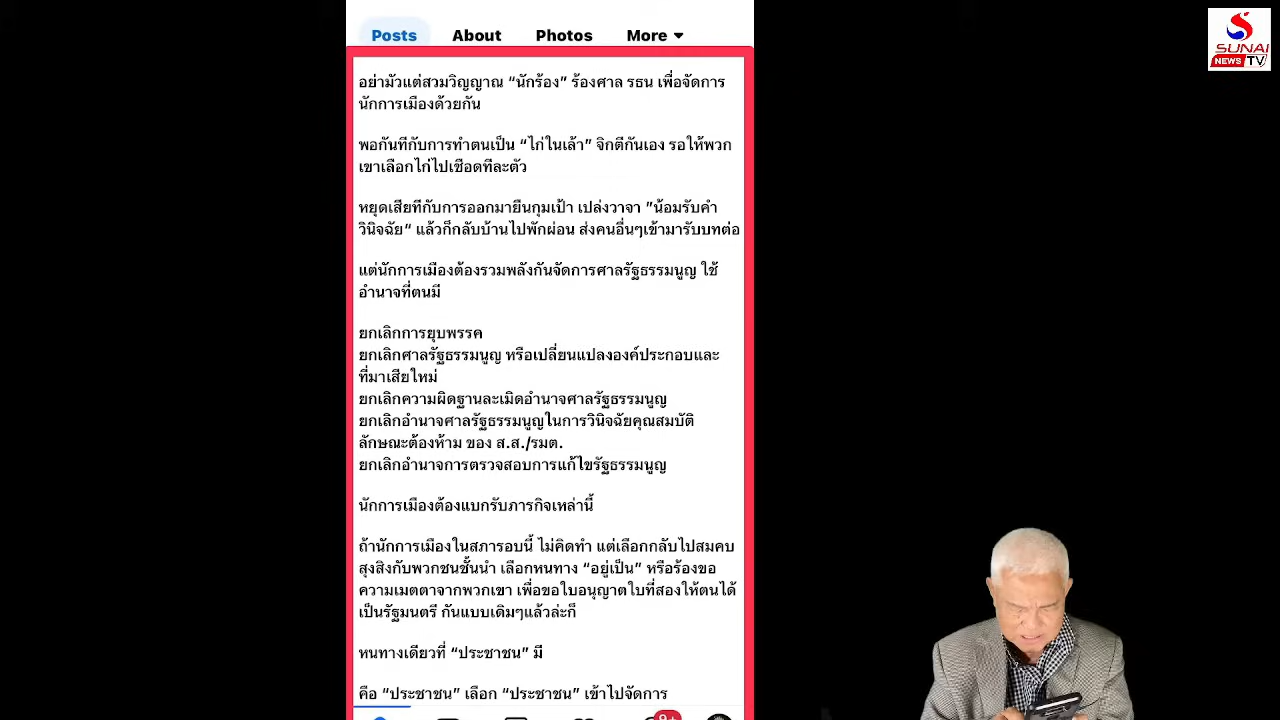 Posts About Photos More
SUNAI
NEWS TV
อย่ามัวแต่สวมวิญญาณ “นักร้อง” ร้องศาล รธน เพื่อจัดการ
นักการเมืองด้วยกัน
พอกันทีกับการทำตนเป็น “ไก่ในเล้า” จิกตีกันเอง รอให้พวก
เขาเลือกไก่ไปเชือดทีละตัว
หยุดเสียทีกับการออกมายืนกุมเป้า เปล่งวาจา ”น้อมรับคำ
วินิจฉัย“ แล้วก็กลับบ้านไปพักผ่อน ส่งคนอื่นๆเข้ามารับบทต่อ
แต่นักการเมืองต้องรวมพลังกันจัดการศาลรัฐธรรมนูญ ใช้
อำนาจที่ตนมี
ยกเลิกการยุบพรรค
ยกเลิกศาลรัฐธรรมนูญ หรือเปลี่ยนแปลงองค์ประกอบและ
ที่มาเสียใหม่
ยกเลิกความผิดฐานละเมิดอำนาจศาลรัฐธรรมนูญ
ยกเลิกอำนาจศาลรัฐธรรมนูญในการวินิจฉัยคุณสมบัติ
ลักษณะต้องห้าม ของ ส.ส./รมต.
ยกเลิกอำนาจการตรวจสอบการแก้ไขรัฐธรรมนูญ
นักการเมืองต้องแบกรับภารกิจเหล่านี้
ถ้านักการเมืองในสภารอบนี้ ไม่คิดทำ แต่เลือกกลับไปสมคบ
สุงสิงกับพวกชนชั้นนำ เลือกหนทาง “อยู่เป็น” หรือร้องขอ
ความเมตตาจากพวกเขา เพื่อขอใบอนุญาตใบที่สองให้ตนได้
เป็นรัฐมนตรี กันแบบเดิมๆแล้วล่ะก็
หนทางเดียวที่ “ประชาชน” มี
คือ “ประชาชน” เลือก “ประชาชน” เข้าไปจัดการ